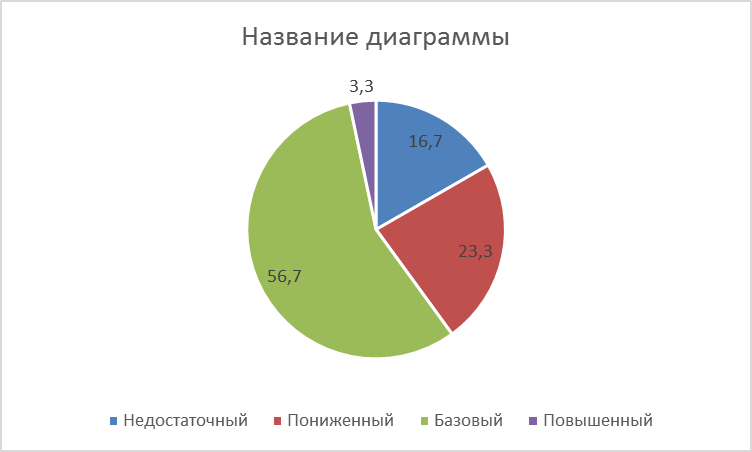 Название диаграммы
3,3
16,7
23,3
56,7
Недостаточный Пониженный Базовый Повышенный